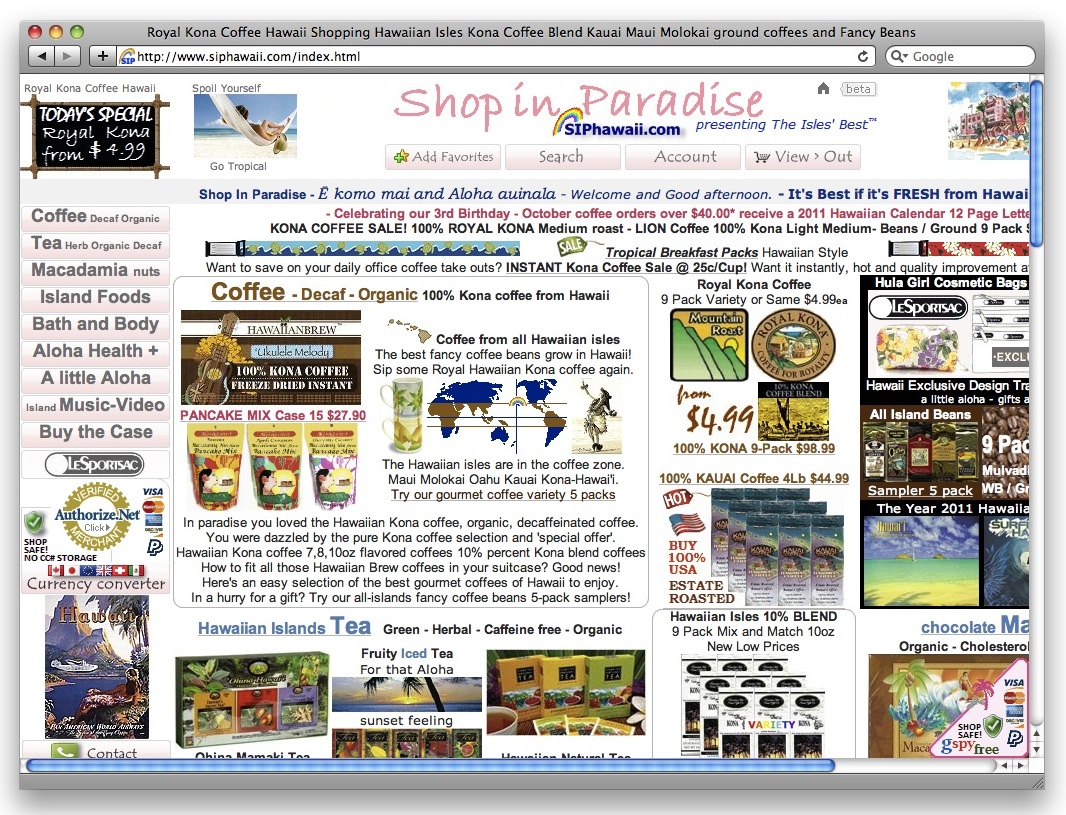 Royal Kona Coffee Hawaii Shopping Hawaiian Isles Kona Coffee Blend Kauai Maui Molokai ground coffees and Fancy Beans
http://www.siphawaii.com/index.html
Google
Royal Kona Coffee Hawaii
TODAY'S SPECIAL
Royal Kona
from $4.99
Spoil Yourself
Go Tropical
Shop in Paradise
SIPhawaii.com
presenting The Isles' Best™
beta
Add Favorites
Search
Account
View > Out
Shop In Paradise - Ē komo mai and Aloha auinala - Welcome and Good afternoon. - It's Best if it's FRESH from Hawai
- Celebrating our 3rd Birthday - October coffee orders over $40.00* receive a 2011 Hawaiian Calendar 12 Page Lette
KONA COFFEE SALE! 100% ROYAL KONA Medium roast - LION Coffee 100% Kona Light Medium- Beans / Ground 9 Pack S
SALE
Tropical Breakfast Packs Hawaiian Style
Want to save on your daily office coffee take outs? INSTANT Kona Coffee Sale @ 25c/Cup! Want it instantly, hot and quality improvement a
Coffee Decaf Organic
Tea Herb Organic Decaf
Macadamia nuts
Island Foods
Bath and Body
Aloha Health +
A little Aloha
Island Music-Video
Buy the Case
LESPORTSAC
VERIFIED
Authorize.Net
Click
MERCHANT
VISA
SHOP
SAFE!
NO CC# STORAGE
Currency converter
Hawaii
PAN AMERICAN WORLD AIRWAYS
Contact
Coffee - Decaf - Organic 100% Kona coffee from Hawaii
HAWAIIANBREW™
'Ukulele Melody
100% KONA COFFEE
FREEZE DRIED INSTANT
Coffee from all Hawaiian isles
The best fancy coffee beans grow in Hawaii!
Sip some Royal Hawaiian Kona coffee again.
PANCAKE MIX Case 15 $27.90
Pancake Mix
Pancake Mix
Pancake Mix
The Hawaiian isles are in the coffee zone.
Maui Molokai Oahu Kauai Kona-Hawai'i.
Try our gourmet coffee variety 5 packs
In paradise you loved the Hawaiian Kona coffee, organic, decaffeinated coffee.
You were dazzled by the pure Kona coffee selection and 'special offer'.
Hawaiian Kona coffee 7,8,10oz flavored coffees 10% percent Kona blend coffees
How to fit all those Hawaiian Brew coffees in your suitcase? Good news!
Here's an easy selection of the best gourmet coffees of Hawaii to enjoy.
In a hurry for a gift? Try our all-islands fancy coffee beans 5-pack samplers!
Royal Kona Coffee
9 Pack Variety or Same $4.99ea
Mountain
Roast
ROYAL KONA
COFFEE FOR ROYALTY
from
$4.99
10% KONA
COFFEE BLEND
100% KONA 9-Pack $98.99
100% KAUAI Coffee 4Lb $44.99
HOT
BUY
100%
USA
ESTATE
ROASTED
Hawaiian Isles 10% BLEND
9 Pack Mix and Match 10oz
New Low Prices
VARIETY
Hula Girl Cosmetic Bags
LESPORTSAC
·EXCLU
Hawaii Exclusive Design Tra
a little aloha - gifts a
All Island Beans
9 Pac
Mulvad
WB / Gr
Sampler 5 pack
The Year 2011 Hawaiia
Hawai'i
SURF
Hawaiian Islands Tea Green - Herbal - Caffeine free - Organic
Fruity Iced Tea
For that Aloha
sunset feeling
Ohina Mamaki Tea
Hawaiian Natural Tea
chocolate Ma
Organic - Cholestero
Maca
SHOP
SAFE!
gspy
free
VISA